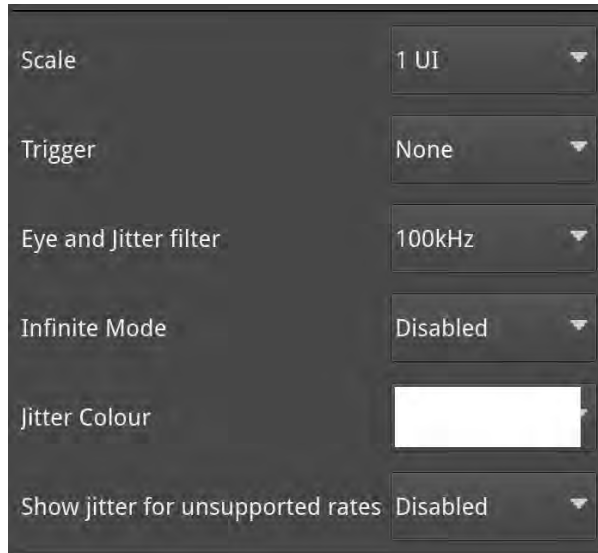 Scale 1 UI
Trigger None
Eye and Jitter filter 100kHz
Infinite Mode Disabled
Jitter Colour
Show jitter for unsupported rates Disabled